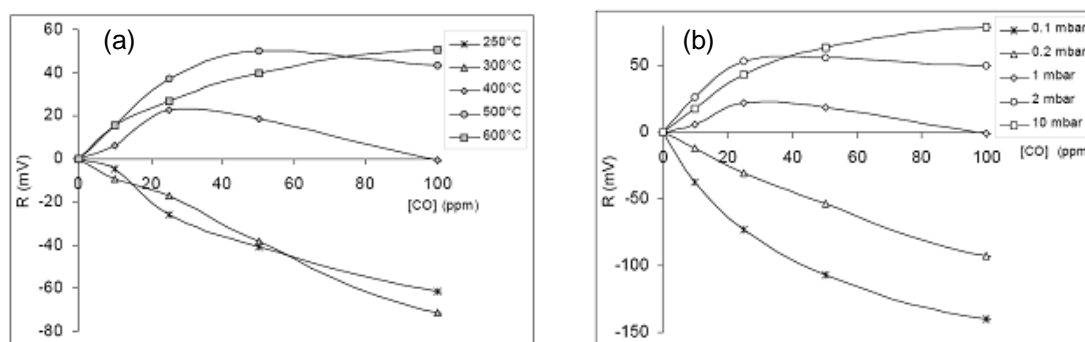 (a)
60
40
20
0
-20
-40
-60
-80
R (mV)
0 20 40 60 80 100
[CO] (ppm)
250°C
300°C
400°C
500°C
600°C
(b)
50
0
-50
-100
-150
R (mV)
0 20 40 60 80 100
[CO] (ppm)
0.1 mbar
0.2 mbar
1 mbar
2 mbar
10 mbar